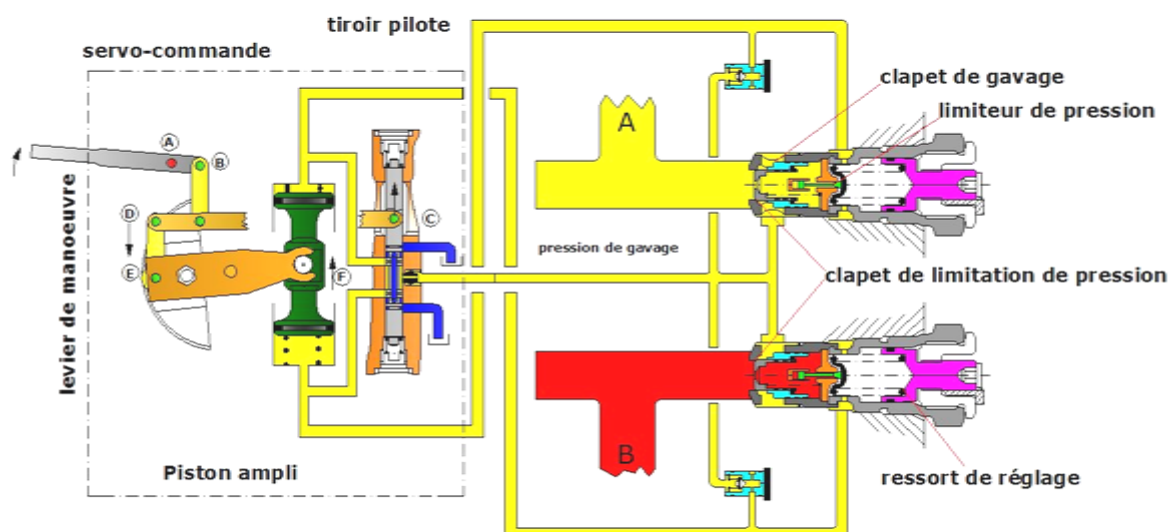 tiroir pilote
servo-commande
clapet de gavage
limiteur de pression
A
A
B
D
C
levier de manoeuvre
pression de gavage
E
F
clapet de limitation de pression
B
Piston ampli
ressort de réglage